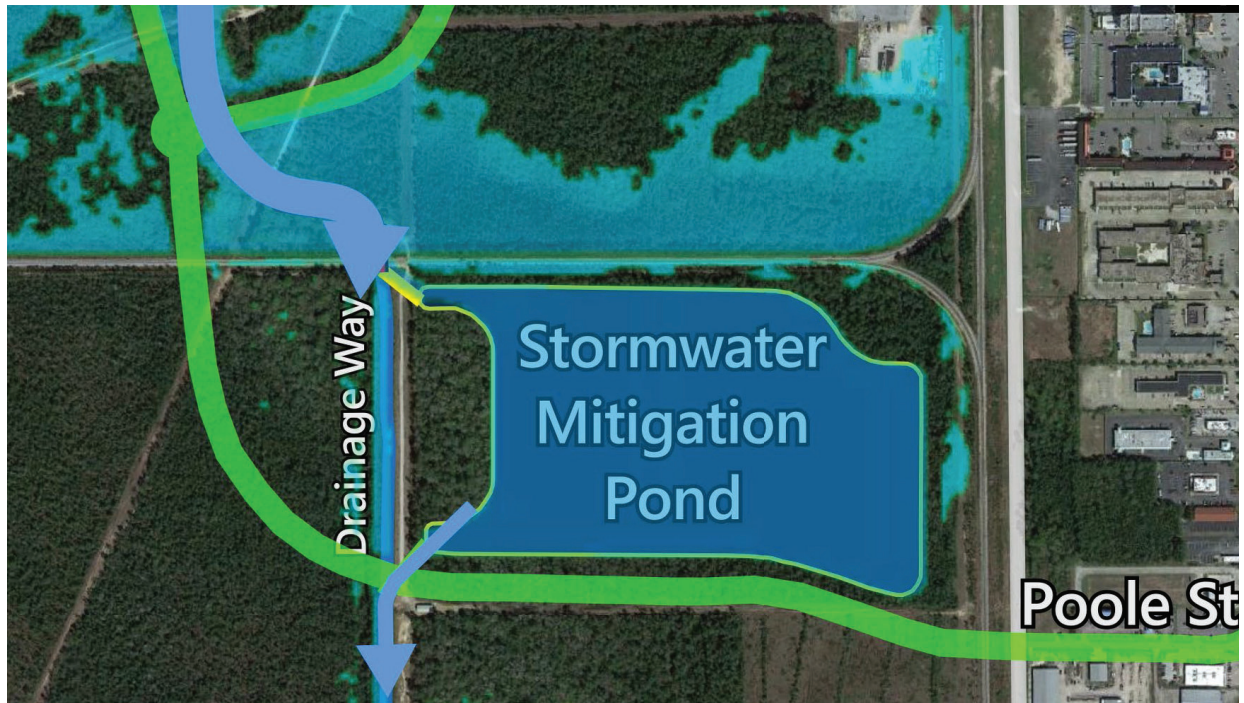 Stormwater
Mitigation
Pond
Drainage Way
Poole St